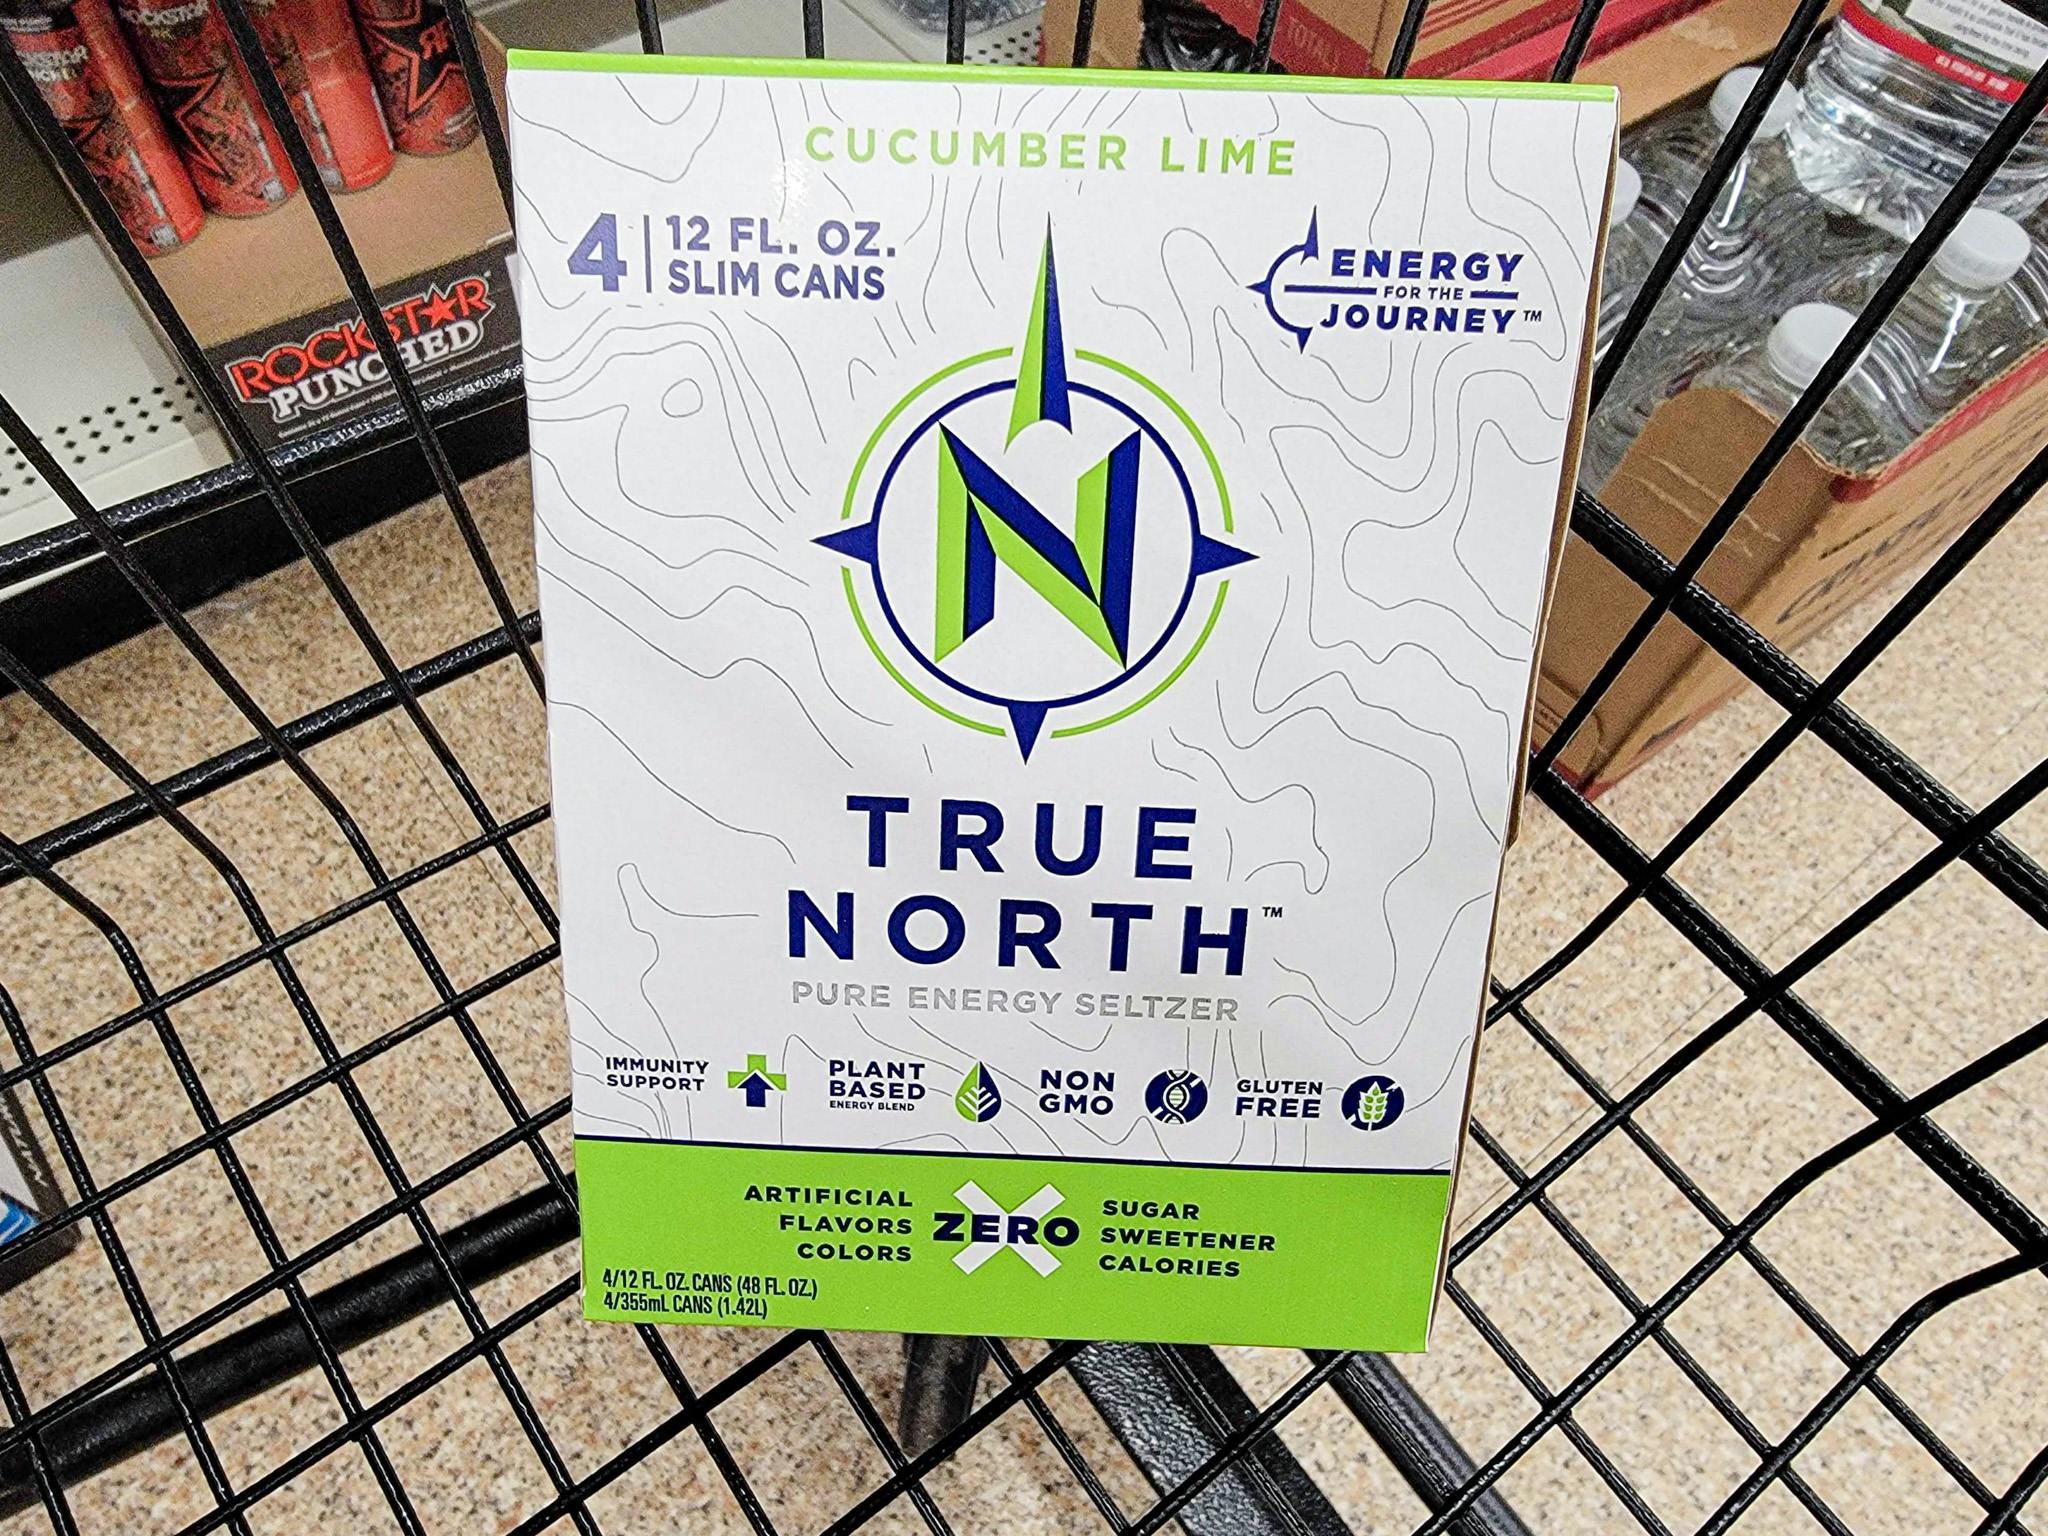 CUCUMBER LIME
4
12 FL. OZ.
SLIM CANS
ENERGY
FOR THE
JOURNEY™
N
TRUE
NORTH™
PURE ENERGY SELTZER
IMMUNITY
SUPPORT
PLANT
BASED
ENERGY BLEND
NON
GMO
GLUTEN
FREE
ARTIFICIAL
FLAVORS
COLORS
ZERO
SUGAR
SWEETENER
CALORIES
4/12 FL. OZ. CANS (48 FL. OZ.)
4/355mL CANS (1.42L)
ROCKSTAR
PUNCHED
ROCKSTAR
TOTAL